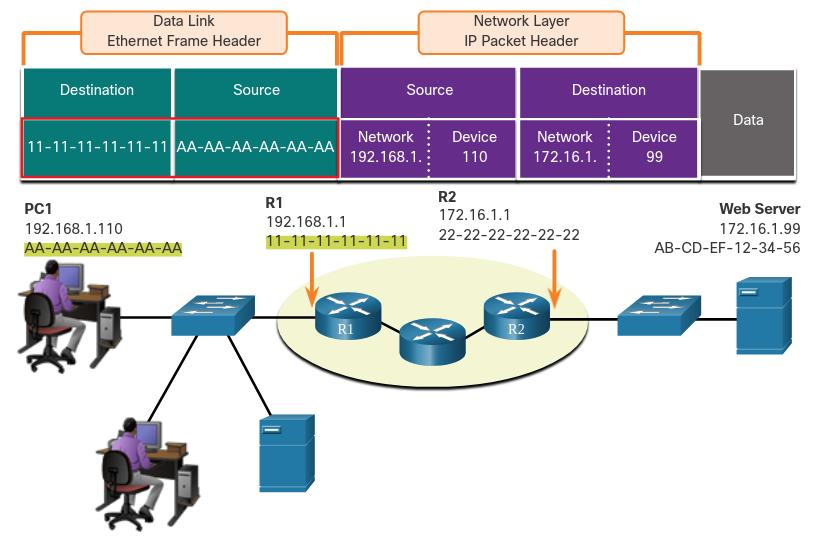 Data Link
Ethernet Frame Header
Network Layer
IP Packet Header
Destination
Source
Source
Destination
Data
11-11-11-11-11-11
AA-AA-AA-AA-AA-AA
Network
192.168.1.
Device
110
Network
172.16.1.
Device
99
PC1
192.168.1.110
AA-AA-AA-AA-AA-AA
R1
192.168.1.1
11-11-11-11-11-11
R2
172.16.1.1
22-22-22-22-22-22
Web Server
172.16.1.99
AB-CD-EF-12-34-56
R1
R2